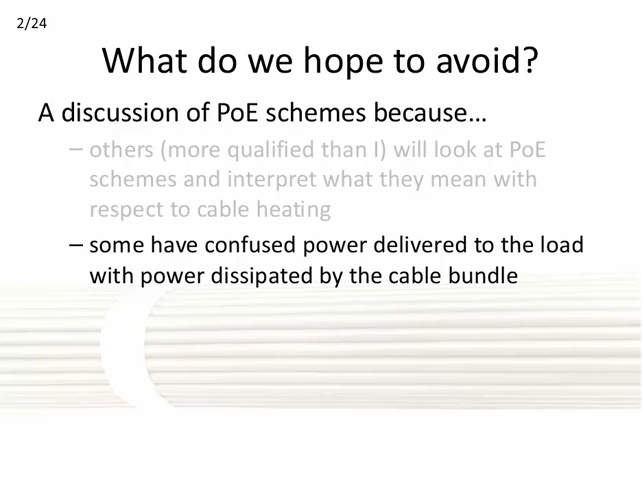 2/24
What do we hope to avoid?
A discussion of PoE schemes because…
– others (more qualified than I) will look at PoE
schemes and interpret what they mean with
respect to cable heating
– some have confused power delivered to the load
with power dissipated by the cable bundle